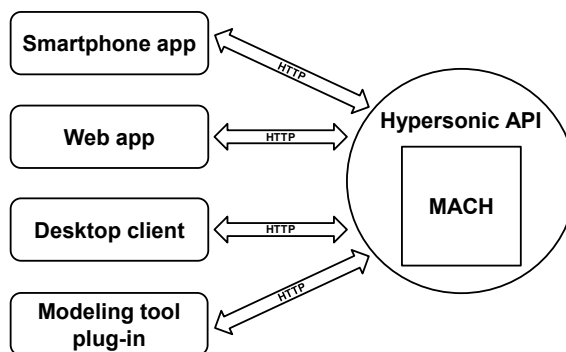 Smartphone app
HTTP
Web app
HTTP
Hypersonic API
MACH
Desktop client
HTTP
Modeling tool
plug-in
HTTP